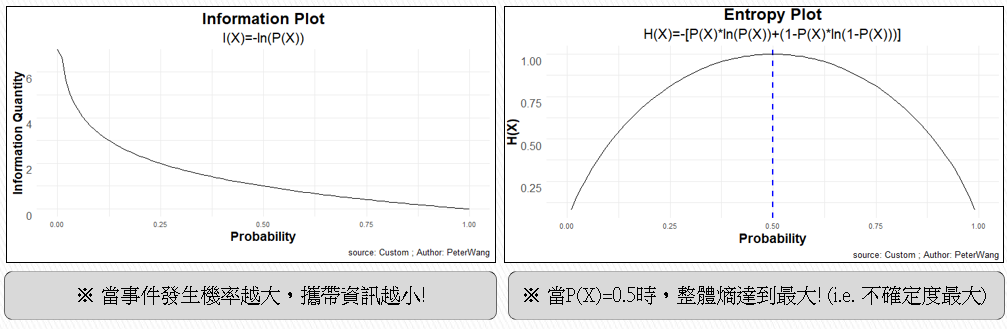 Information Plot
I(X)=-ln(P(X))
Information Quantity
6
4
2
0
0.00 0.25 0.50 0.75 1.00
Probability
source: Custom ; Author: PeterWang
※ 當事件發生機率越大，攜帶資訊越小!
Entropy Plot
H(X)=-[P(X)*ln(P(X))+(1-P(X)*ln(1-P(X)))]
H(X)
1.00
0.75
0.50
0.25
0.00 0.25 0.50 0.75 1.00
Probability
source: Custom ; Author: PeterWang
※ 當P(X)=0.5時，整體熵達到最大! (i.e. 不確定度最大)